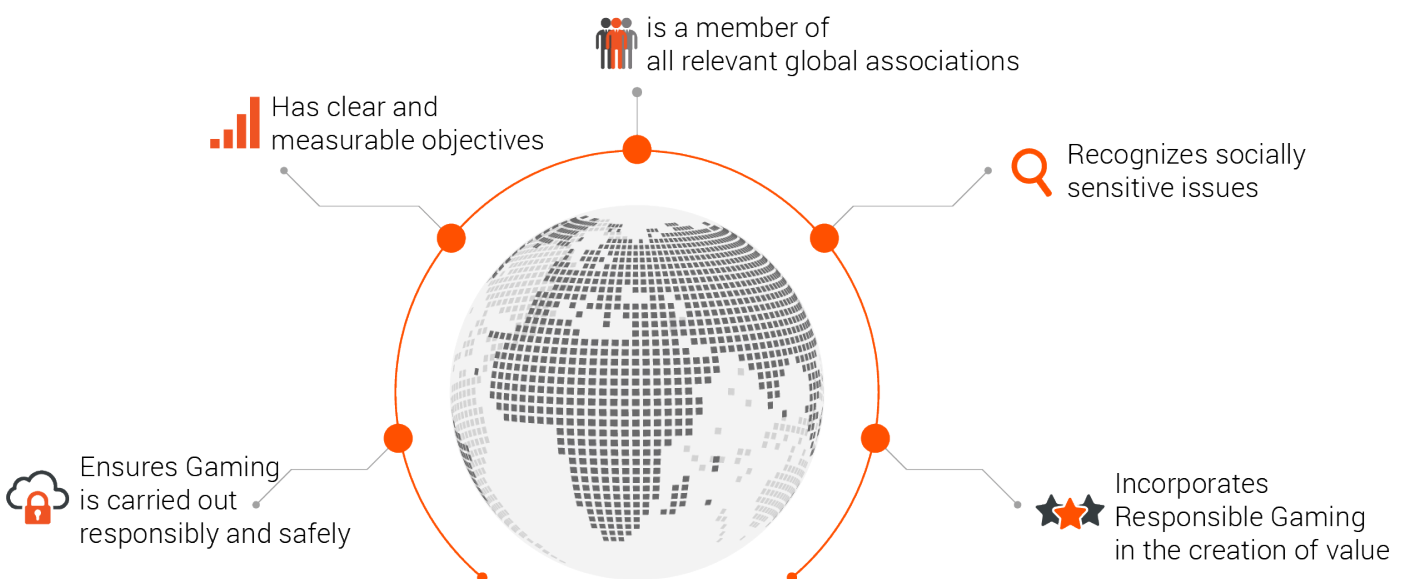 is a member of
all relevant global associations
Has clear and
measurable objectives
Recognizes socially
sensitive issues
Ensures Gaming
is carried out
responsibly and safely
Incorporates
Responsible Gaming
in the creation of value